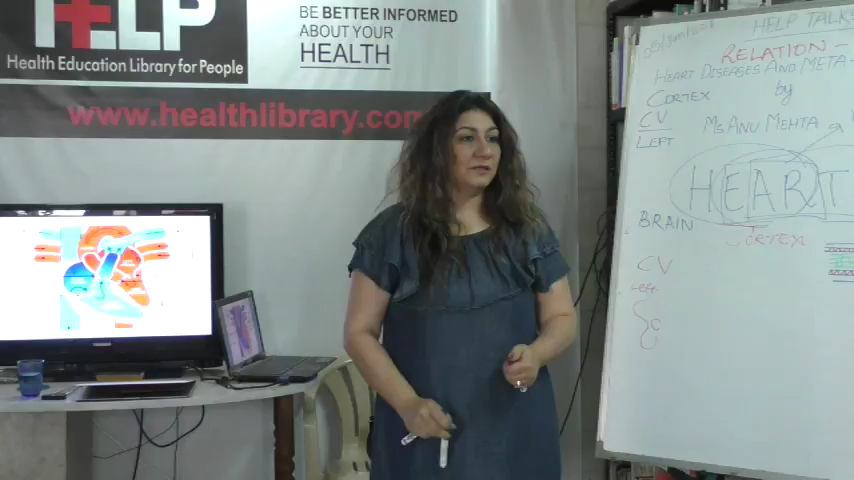 HELP
Health Education Library for People
BE BETTER INFORMED
ABOUT YOUR
HEALTH
www.healthlibrary.com
HELP TALKS
RELATION -
HEART DISEASES AND META-
by
MS ANU MEHTA
CORTEX
CV
LEFT
HEART
BRAIN
CORTEX
CV
Left